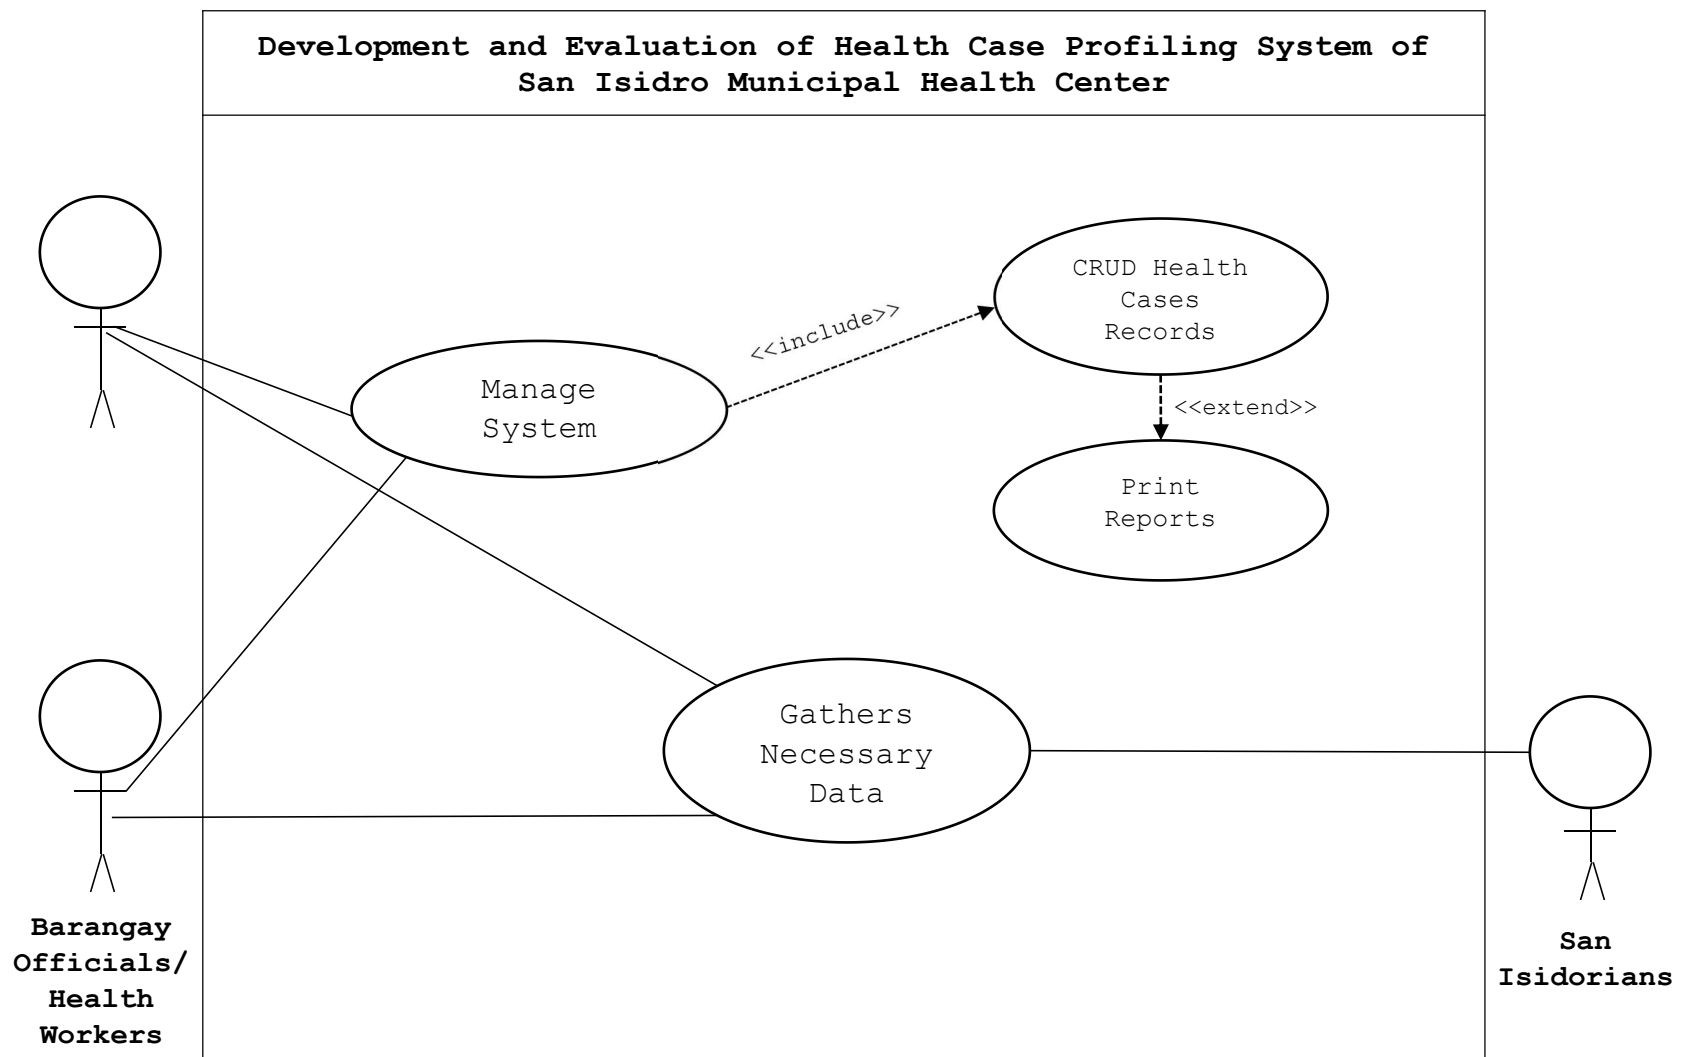 Development and Evaluation of Health Case Profiling System of
San Isidro Municipal Health Center
CRUD Health
Cases
Records
<<include>>
Manage
System
<<extend>>
Print
Reports
Gathers
Necessary
Data
Barangay
Officials/
Health
Workers
San
Isidorians